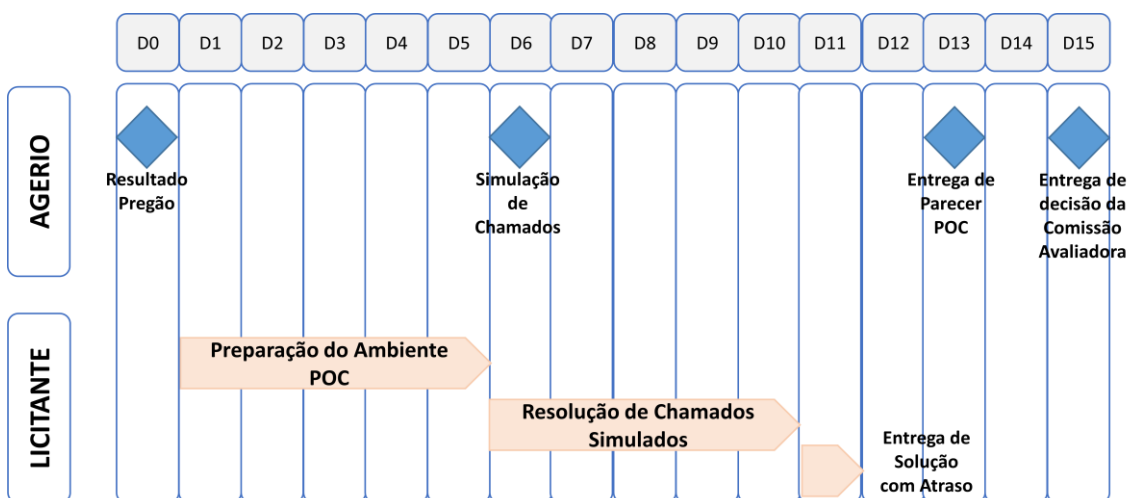 D0 D1 D2 D3 D4 D5 D6 D7 D8 D9 D10 D11 D12 D13 D14 D15
AGERIO
Resultado
Pregão
Simulação
de
Chamados
Entrega de
Parecer
POC
Entrega de
decisão da
Comissão
Avaliadora
LICITANTE
Preparação do Ambiente
POC
Resolução de Chamados
Simulados
Entrega de
Solução
com Atraso